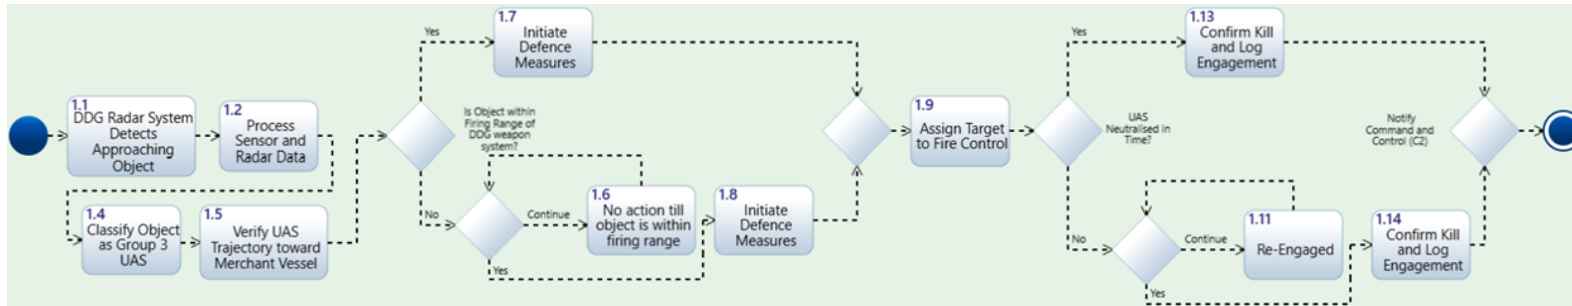 1.1
DDG Radar System
Detects
Approaching
Object
1.2
Process
Sensor and
Radar Data
1.4
Classify Object
as Group 3
UAS
1.5
Verify UAS
Trajectory toward
Merchant Vessel
Is Object within
Firing Range of
DDG weapon
system?
Yes
1.7
Initiate
Defence
Measures
No
Continue
1.6
No action till
object is within
firing range
Yes
1.8
Initiate
Defence
Measures
1.9
Assign Target
to Fire Control
UAS
Neutralised in
Time?
Yes
1.13
Confirm Kill
and Log
Engagement
No
Continue
1.11
Re-Engaged
Yes
1.14
Confirm Kill
and Log
Engagement
Notify
Command and
Control (C2)